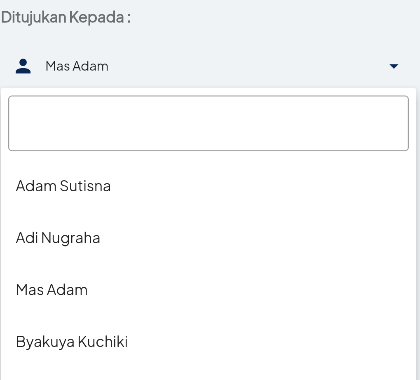 Ditujukan Kepada :
Mas Adam
Adam Sutisna
Adi Nugraha
Mas Adam
Byakuya Kuchiki